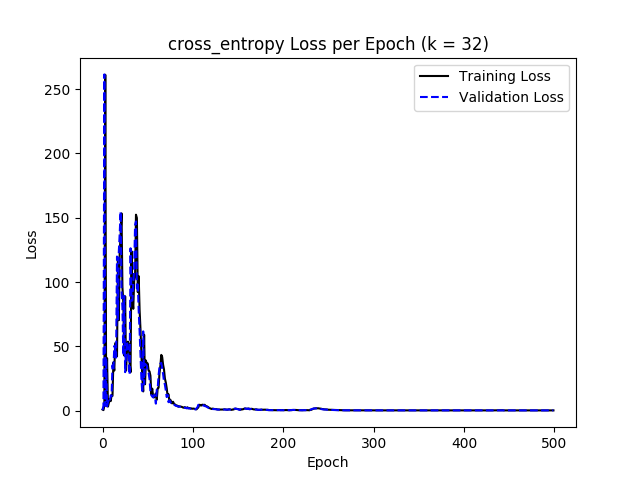 cross_entropy Loss per Epoch (k = 32)
Training Loss
Validation Loss
250
200
150
100
50
0
Loss
0 100 200 300 400 500
Epoch